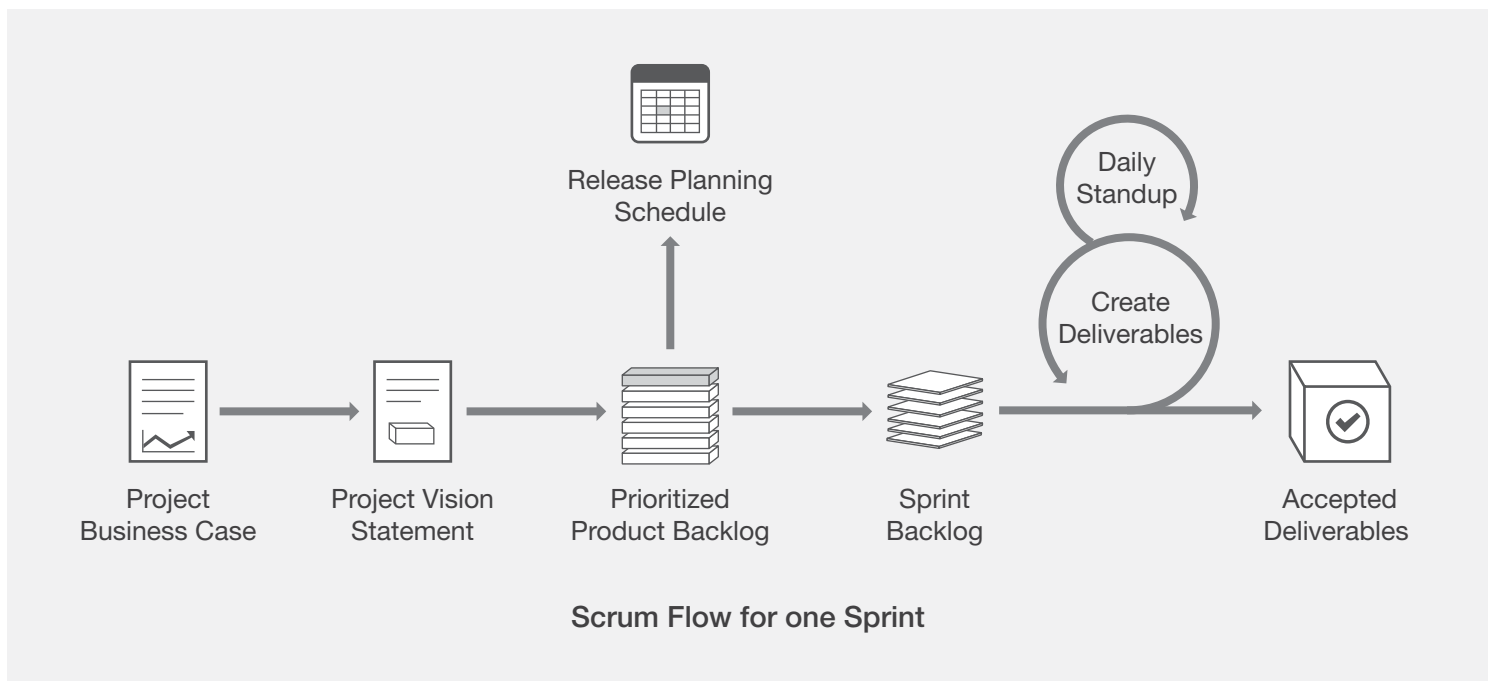 Release Planning
Schedule
Daily
Standup
Create
Deliverables
Project
Business Case
Project Vision
Statement
Prioritized
Product Backlog
Sprint
Backlog
Accepted
Deliverables
Scrum Flow for one Sprint